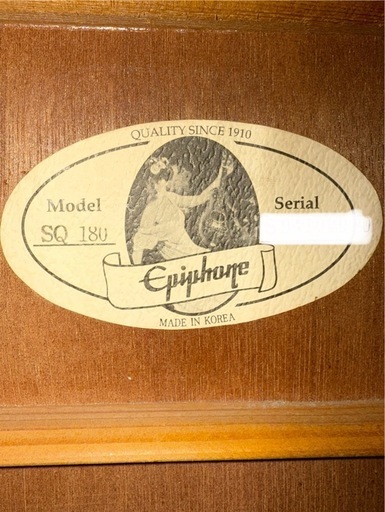 QUALITY SINCE 1910
Model
Serial
SQ 180
Epiphone
MADE IN KOREA